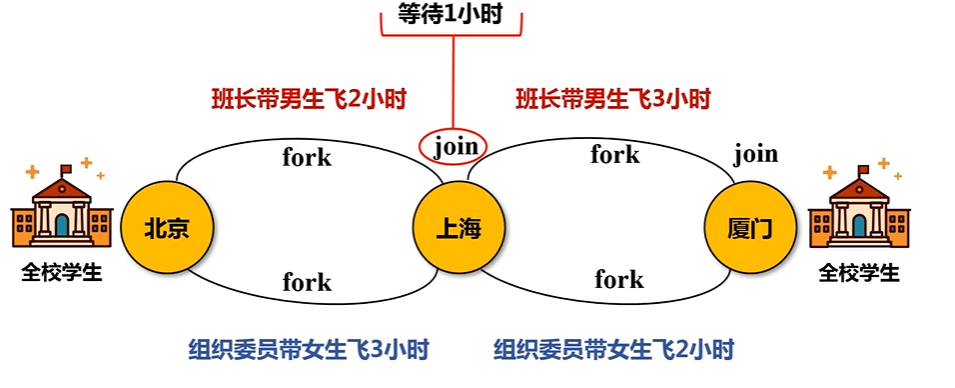 等待1小时
班长带男生飞2小时
班长带男生飞3小时
fork
join
fork
join
北京
上海
厦门
全校学生
全校学生
fork
fork
组织委员带女生飞3小时
组织委员带女生飞2小时